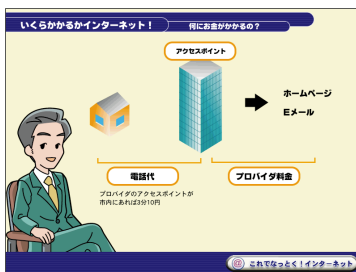 いくらかかるかインターネット!
何にお金がかかるの?
アクセスポイント
ホームページ
Eメール
電話代
プロバイダ料金
プロバイダのアクセスポイントが
市内にあれば3分10円
@ これでなっとく!インターネット